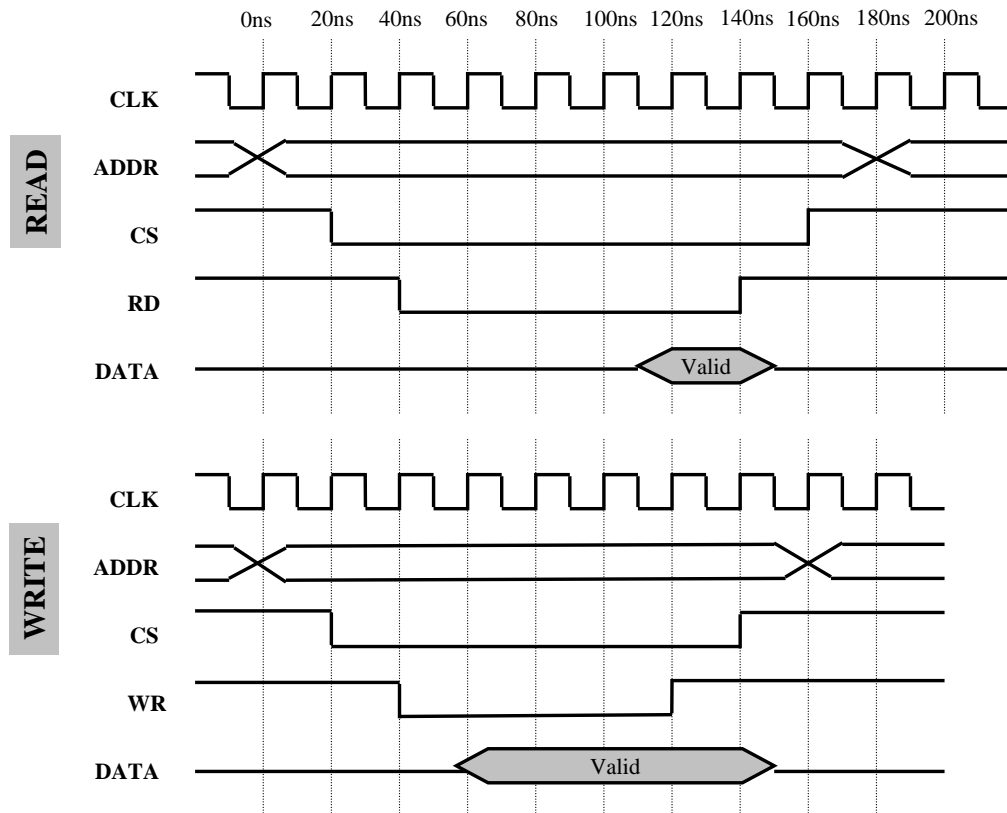 0ns 20ns 40ns 60ns 80ns 100ns 120ns 140ns 160ns 180ns 200ns
READ
CLK
ADDR
CS
RD
DATA
Valid
WRITE
CLK
ADDR
CS
WR
DATA
Valid